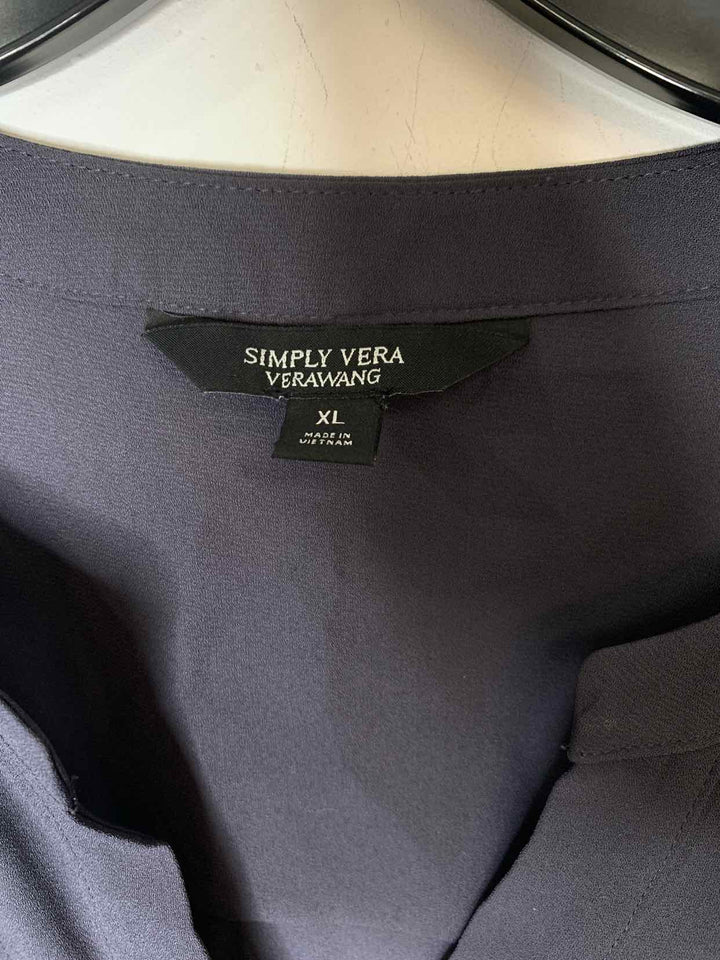 SIMPLY VERA
VERAWANG
XL
MADE IN
VIETNAM